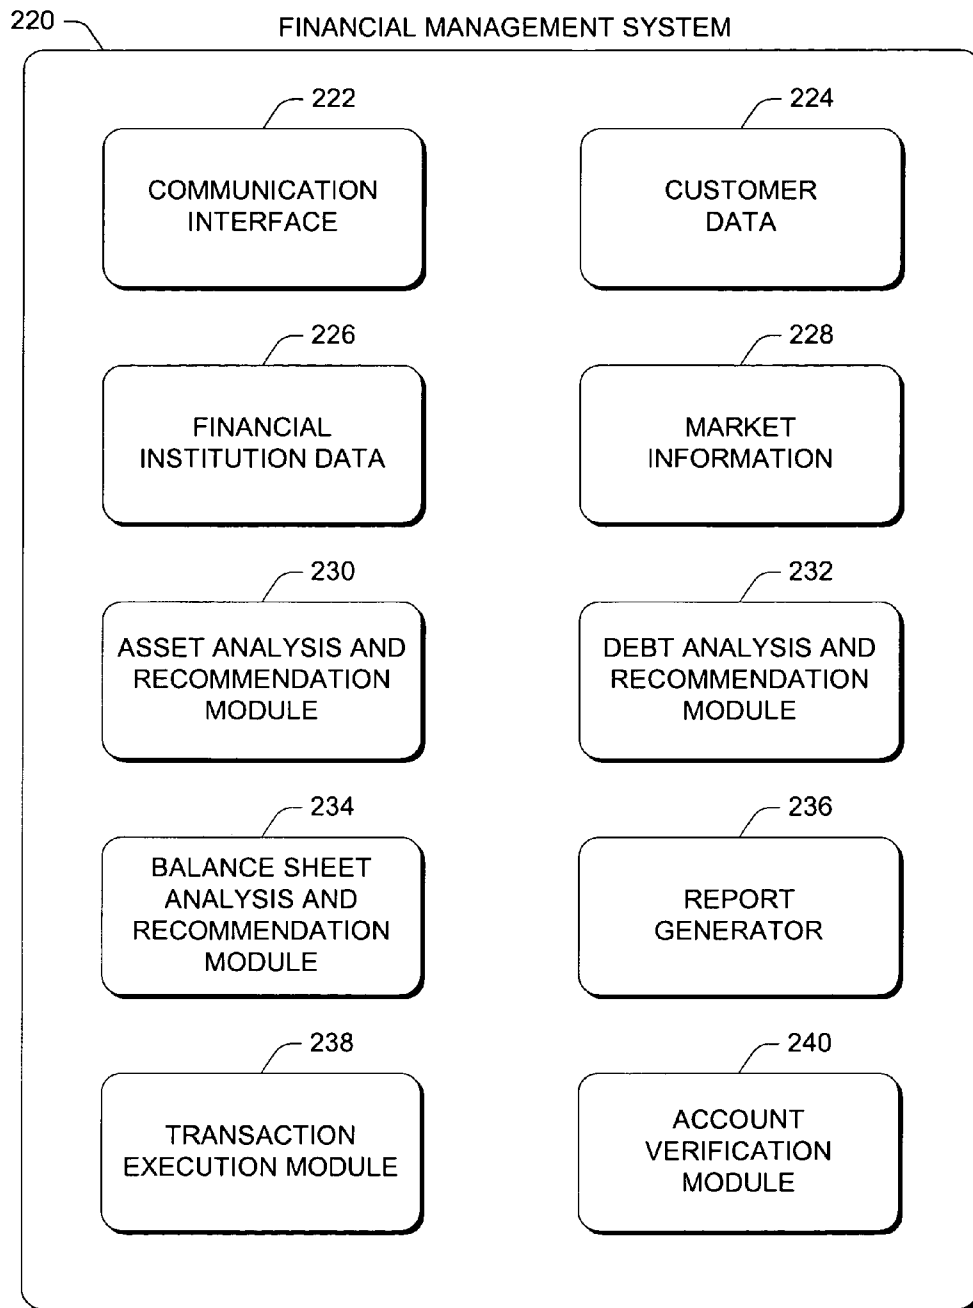 220
FINANCIAL MANAGEMENT SYSTEM
222
COMMUNICATION
INTERFACE
224
CUSTOMER
DATA
226
FINANCIAL
INSTITUTION DATA
228
MARKET
INFORMATION
230
ASSET ANALYSIS AND
RECOMMENDATION
MODULE
232
DEBT ANALYSIS AND
RECOMMENDATION
MODULE
234
BALANCE SHEET
ANALYSIS AND
RECOMMENDATION
MODULE
236
REPORT
GENERATOR
238
TRANSACTION
EXECUTION MODULE
240
ACCOUNT
VERIFICATION
MODULE